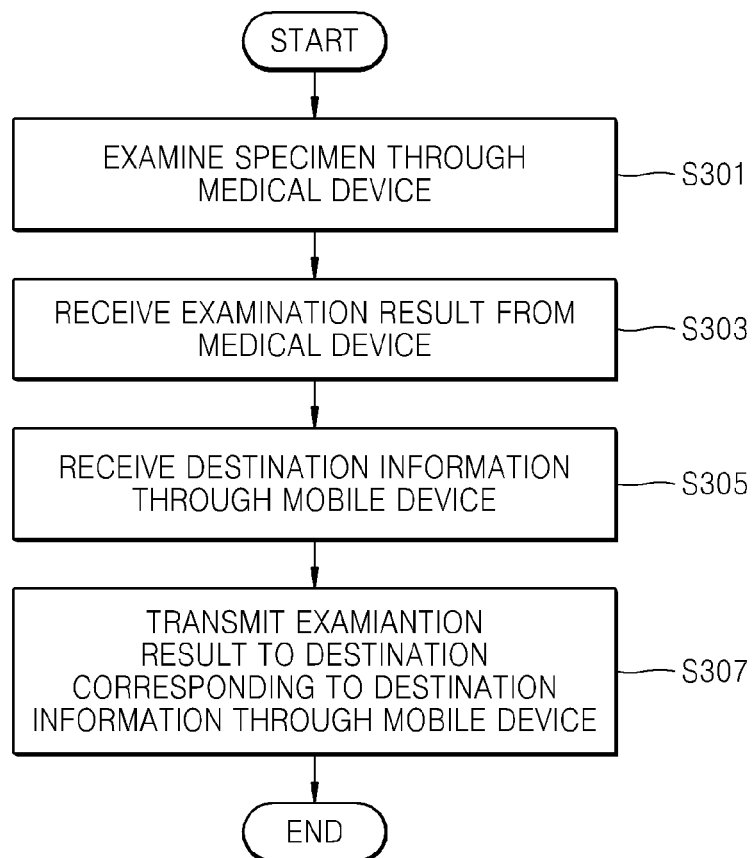 START
EXAMINE SPECIMEN THROUGH
MEDICAL DEVICE
S301
RECEIVE EXAMINATION RESULT FROM
MEDICAL DEVICE
S303
RECEIVE DESTINATION INFORMATION
THROUGH MOBILE DEVICE
S305
TRANSMIT EXAMIANTION
RESULT TO DESTINATION
CORRESPONDING TO DESTINATION
INFORMATION THROUGH MOBILE DEVICE
S307
END